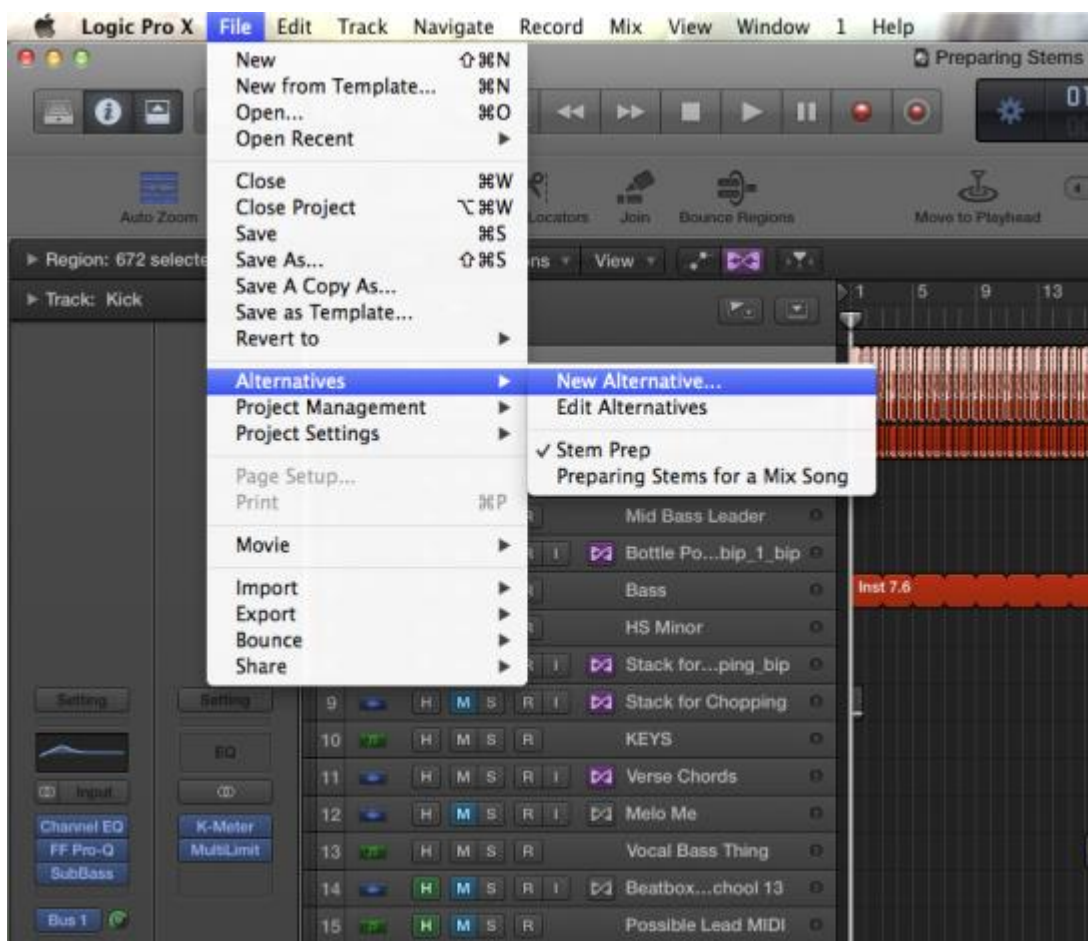 Logic Pro X File Edit Track Navigate Record Mix View Window 1 Help
Preparing Stems
New ⇧⌘N
New from Template... ⌘N
Open... ⌘O
Open Recent
Close ⌘W
Close Project ⌥⌘W
Save ⌘S
Save As... ⇧⌘S
Save A Copy As...
Save as Template...
Revert to
Alternatives
Project Management
Project Settings
Page Setup...
Print ⌘P
Movie
Import
Export
Bounce
Share
New Alternative...
Edit Alternatives
✓ Stem Prep
Preparing Stems for a Mix Song
Auto Zoom Locators Join Bounce Regions Move to Playhead
Region: 672 selecte ns View
Track: Kick
1 5 9 13
Mid Bass Leader
R I Bottle Po...bip_1_bip
Bass
Inst 7.6
HS Minor
R I Stack for...ping_bip
Setting Setting
9 H M S R I Stack for Chopping
10 H M S R KEYS
EQ
11 H M S R I Verse Chords
Input
12 H M S R I Melo Me
Channel EQ K-Meter
FF Pro-Q MultiLimit
13 H M S R Vocal Bass Thing
SubBass
14 H M S R I Beatbox...chool 13
Bus 1
15 H M S R Possible Lead MIDI